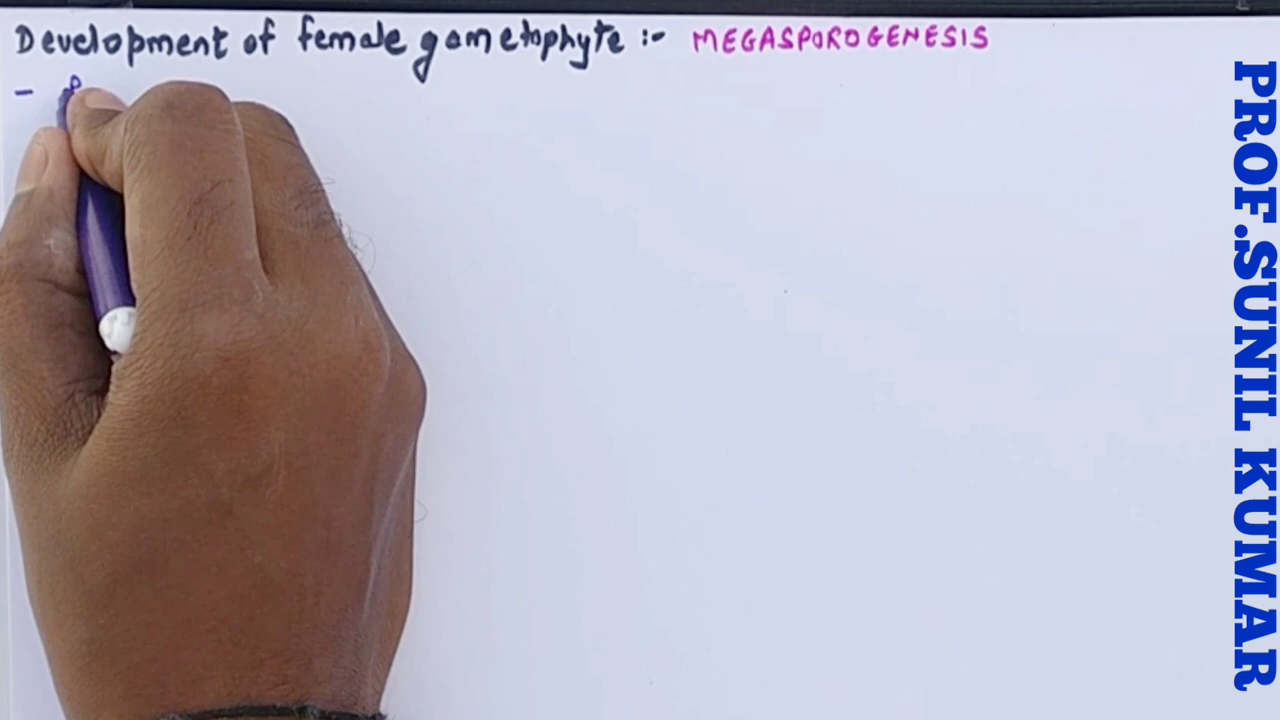 Development of female gametophyte :- MEGASPOROGENESIS
-
PROF.SUNIL KUMAR